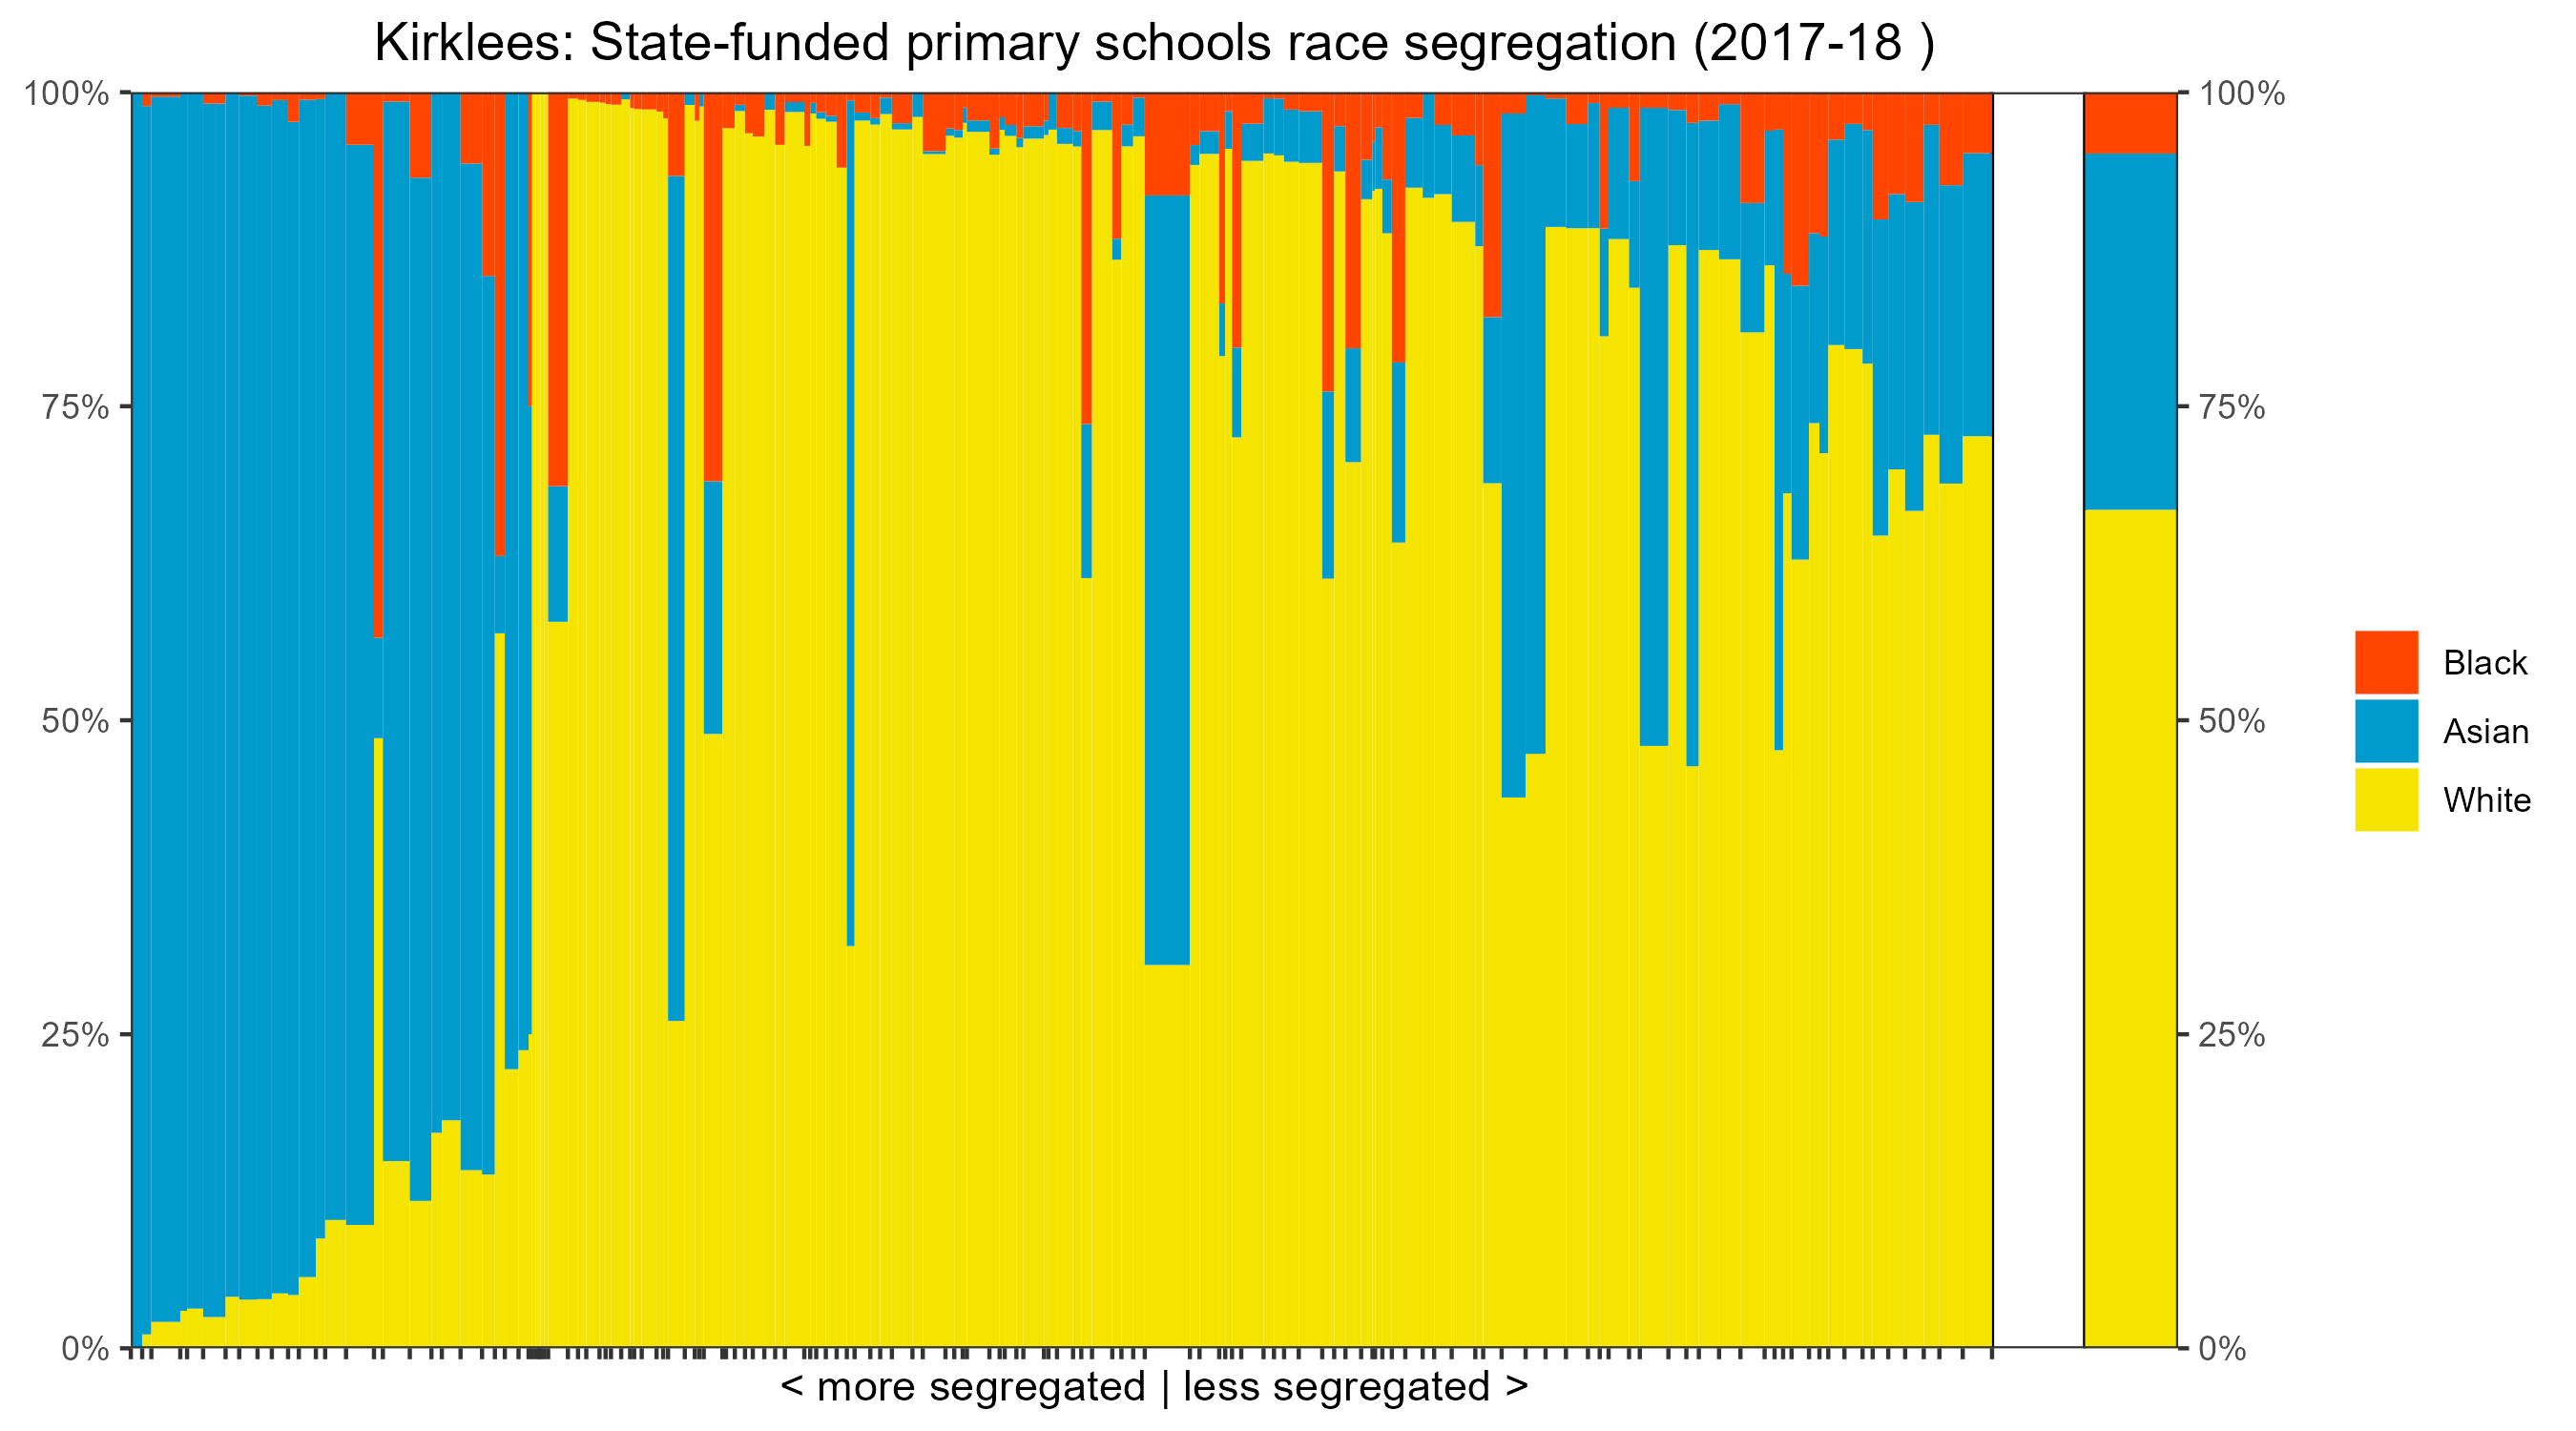 Kirklees: State-funded primary schools race segregation (2017-18 )
100%
75%
50%
25%
0%
100%
75%
50%
25%
0%
Black
Asian
White
< more segregated | less segregated >